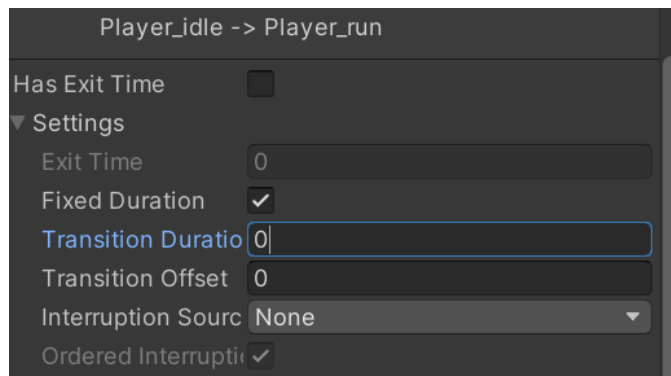 Player_idle -> Player_run
Has Exit Time
Settings
Exit Time 0
Fixed Duration
Transition Duratio 0
Transition Offset 0
Interruption Sourc None
Ordered Interrupti